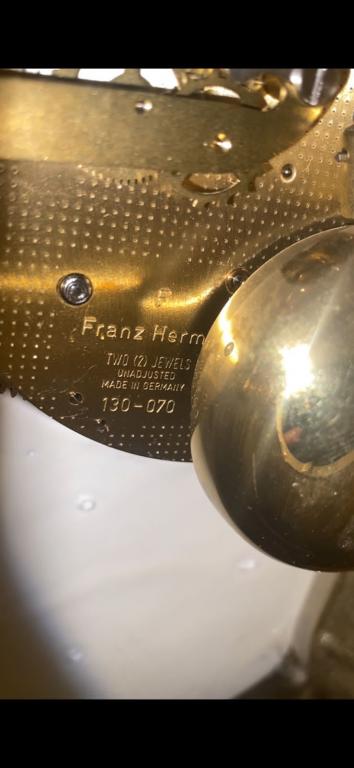 Franz Herm
TWO (2) JEWELS
UNADJUSTED
MADE IN GERMANY
130-070